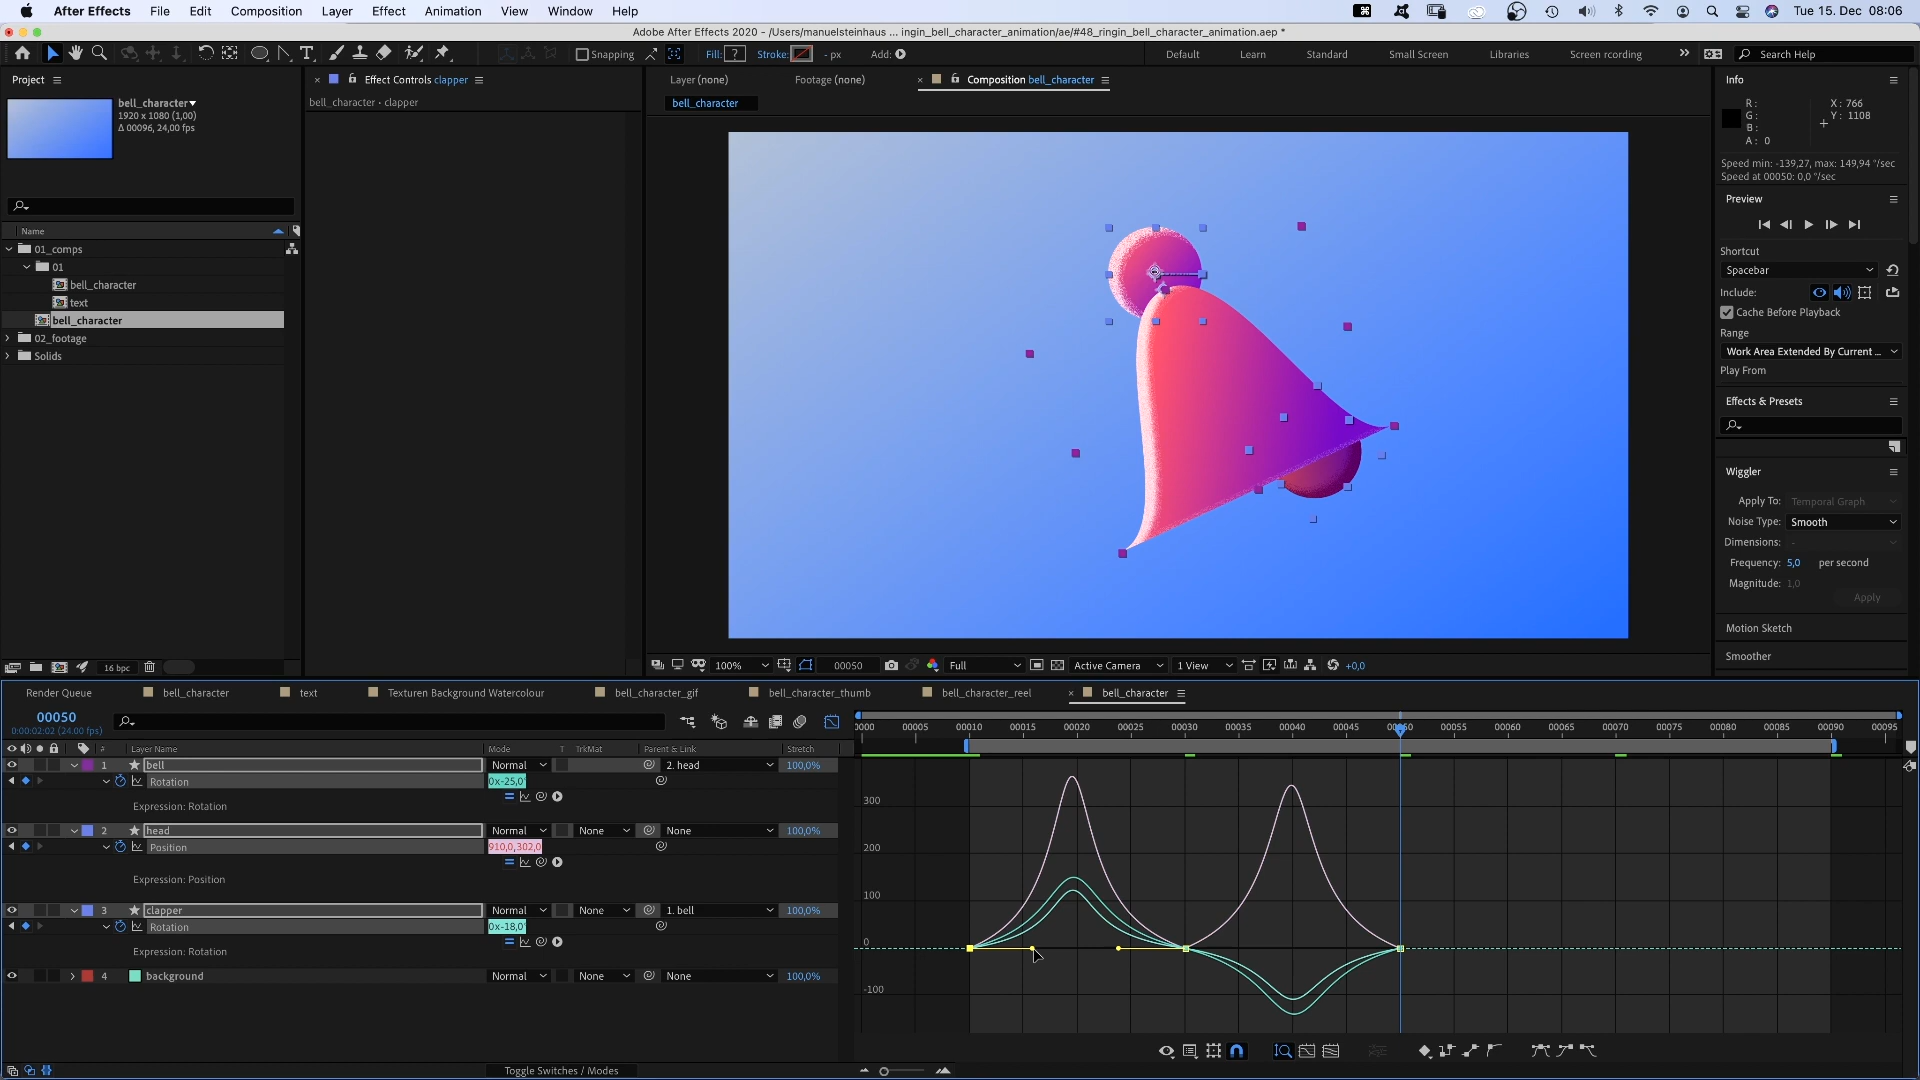 After Effects File Edit Composition Layer Effect Animation View Window Help Tue 15. Dec 08:06
Adobe After Effects 2020 - /Users/manuelsteinhaus ... ingin_bell_character_animation/ae/#48_ringin_bell_character_animation.aep *
Snapping Fill: ? Stroke: - px Add: Default Learn Standard Small Screen Libraries Screen rcording Search Help
Project
Effect Controls clapper
Layer (none) Footage (none) Composition bell_character
Info
bell_character
1920 x 1080 (1,00)
Δ 00096, 24,00 fps
bell_character • clapper
bell_character
R:
G:
B:
A: 0
X: 766
Y: 1108
Speed min: -139,27, max: 149,94 °/sec
Speed at 00050: 0,0 °/sec
Preview
Name
01_comps
01
bell_character
text
bell_character
02_footage
Solids
Shortcut
Spacebar
Include:
Cache Before Playback
Range
Work Area Extended By Current ...
Play From
Effects & Presets
Wiggler
Apply To: Temporal Graph
Noise Type: Smooth
Dimensions: -
Frequency: 5,0 per second
Magnitude: 1,0
Apply
Motion Sketch
Smoother
16 bpc
100% 00050 Full Active Camera 1 View +0,0
Render Queue bell_character text Texturen Background Watercolour bell_character_gif bell_character_thumb bell_character_reel bell_character
00050
0:00:02:02 (24.00 fps)
0000 00005 00010 00015 00020 00025 00030 00035 00040 00045 00050 00055 00060 00065 00070 00075 00080 00085 00090 00095
# Layer Name Mode T TrkMat Parent & Link Stretch
1 bell Normal 2. head 100,0%
Rotation 0x-25,0°
Expression: Rotation
2 head Normal None None 100,0%
Position 910,0,302,0
Expression: Position
3 clapper Normal None 1. bell 100,0%
Rotation 0x-18,0°
Expression: Rotation
4 background Normal None None 100,0%
300
200
100
0
-100
Toggle Switches / Modes